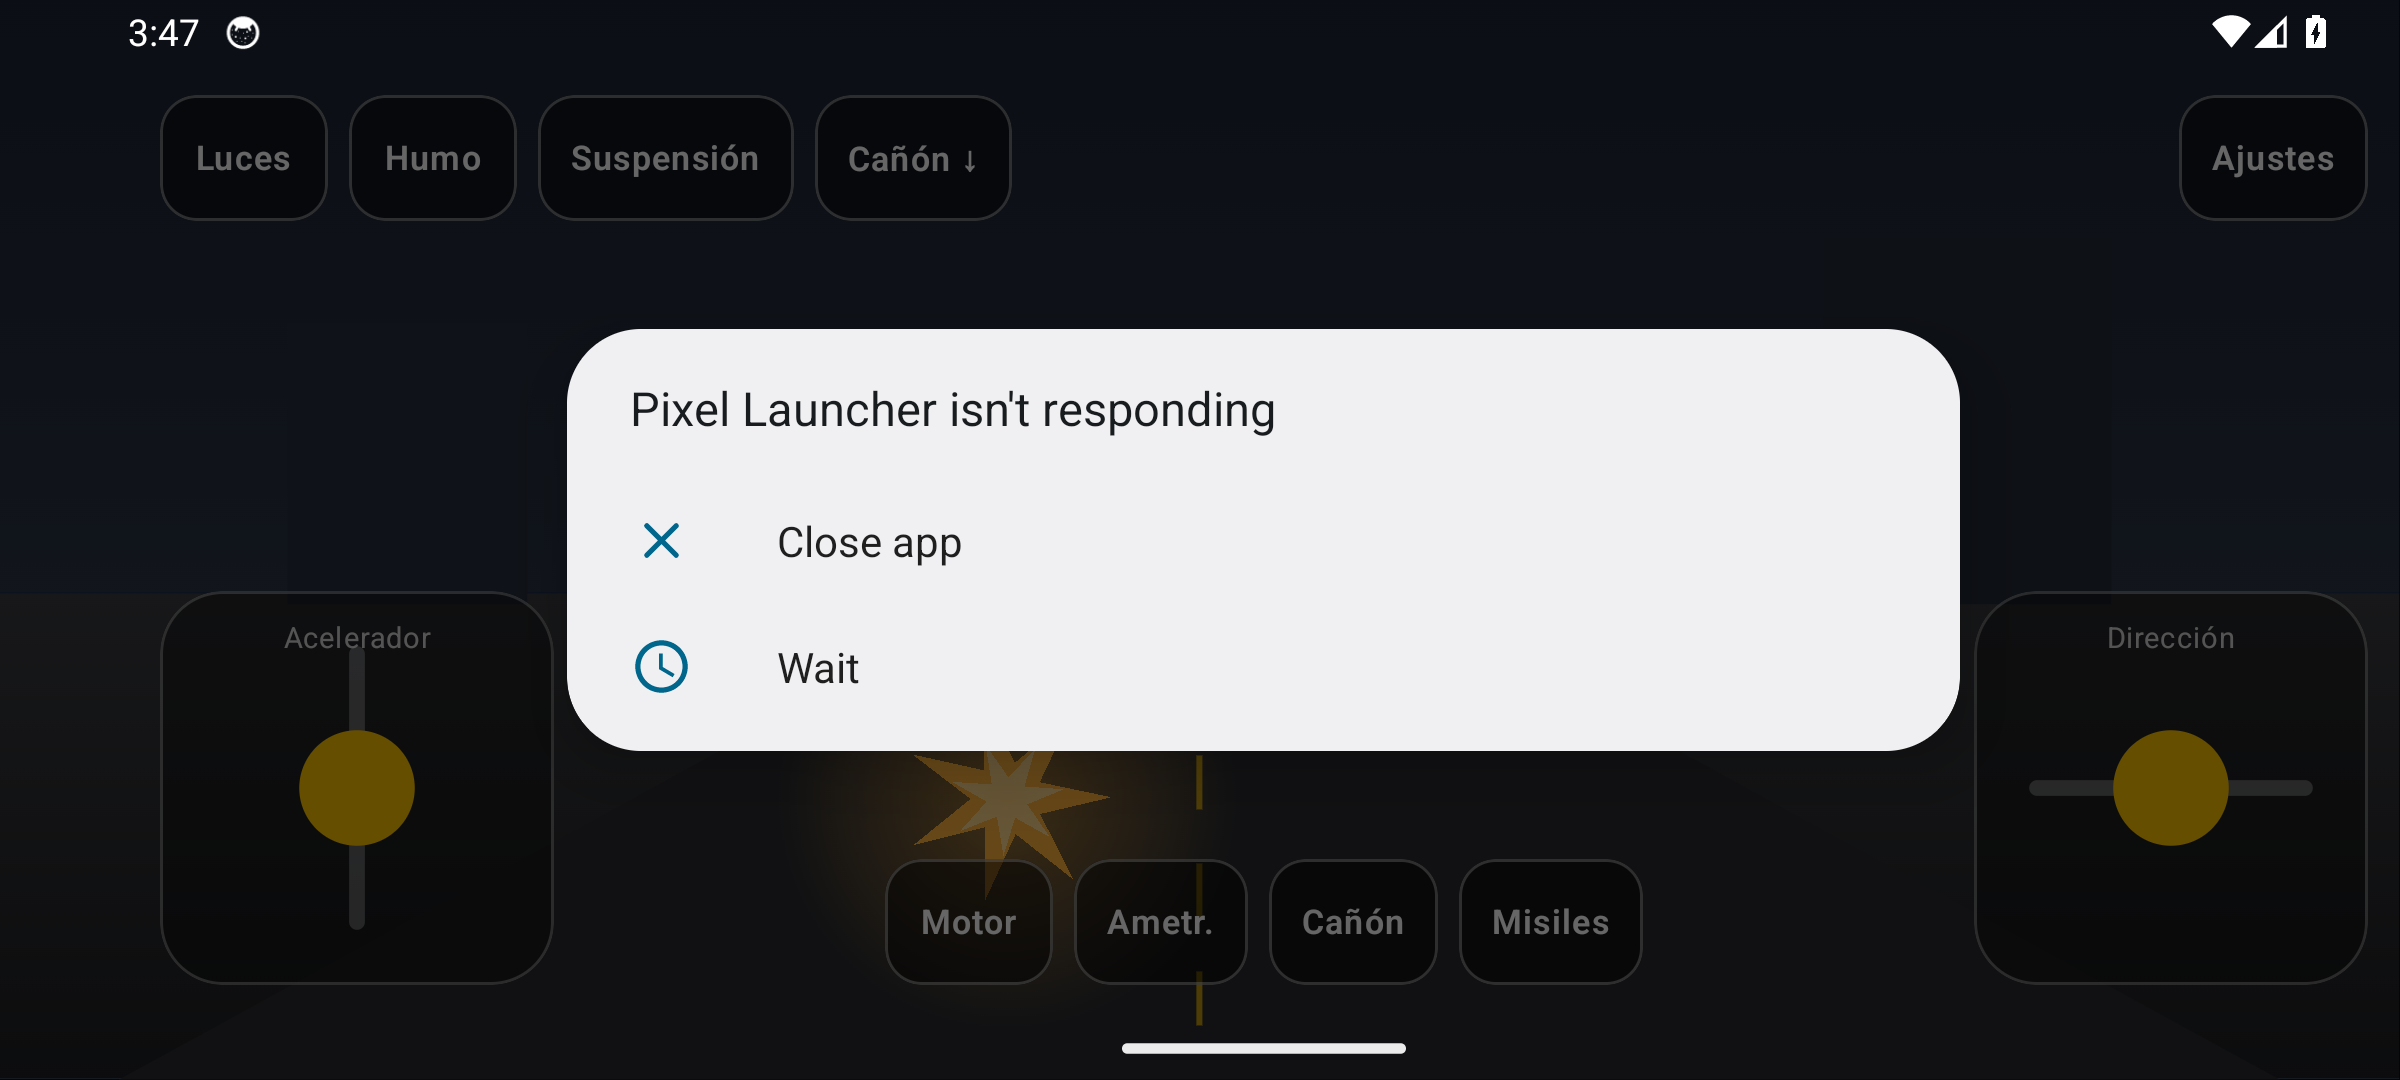 3:47
Luces
Humo
Suspensión
Cañón ↓
Ajustes
Pixel Launcher isn't responding
Close app
Wait
Acelerador
Dirección
Motor
Ametr.
Cañón
Misiles